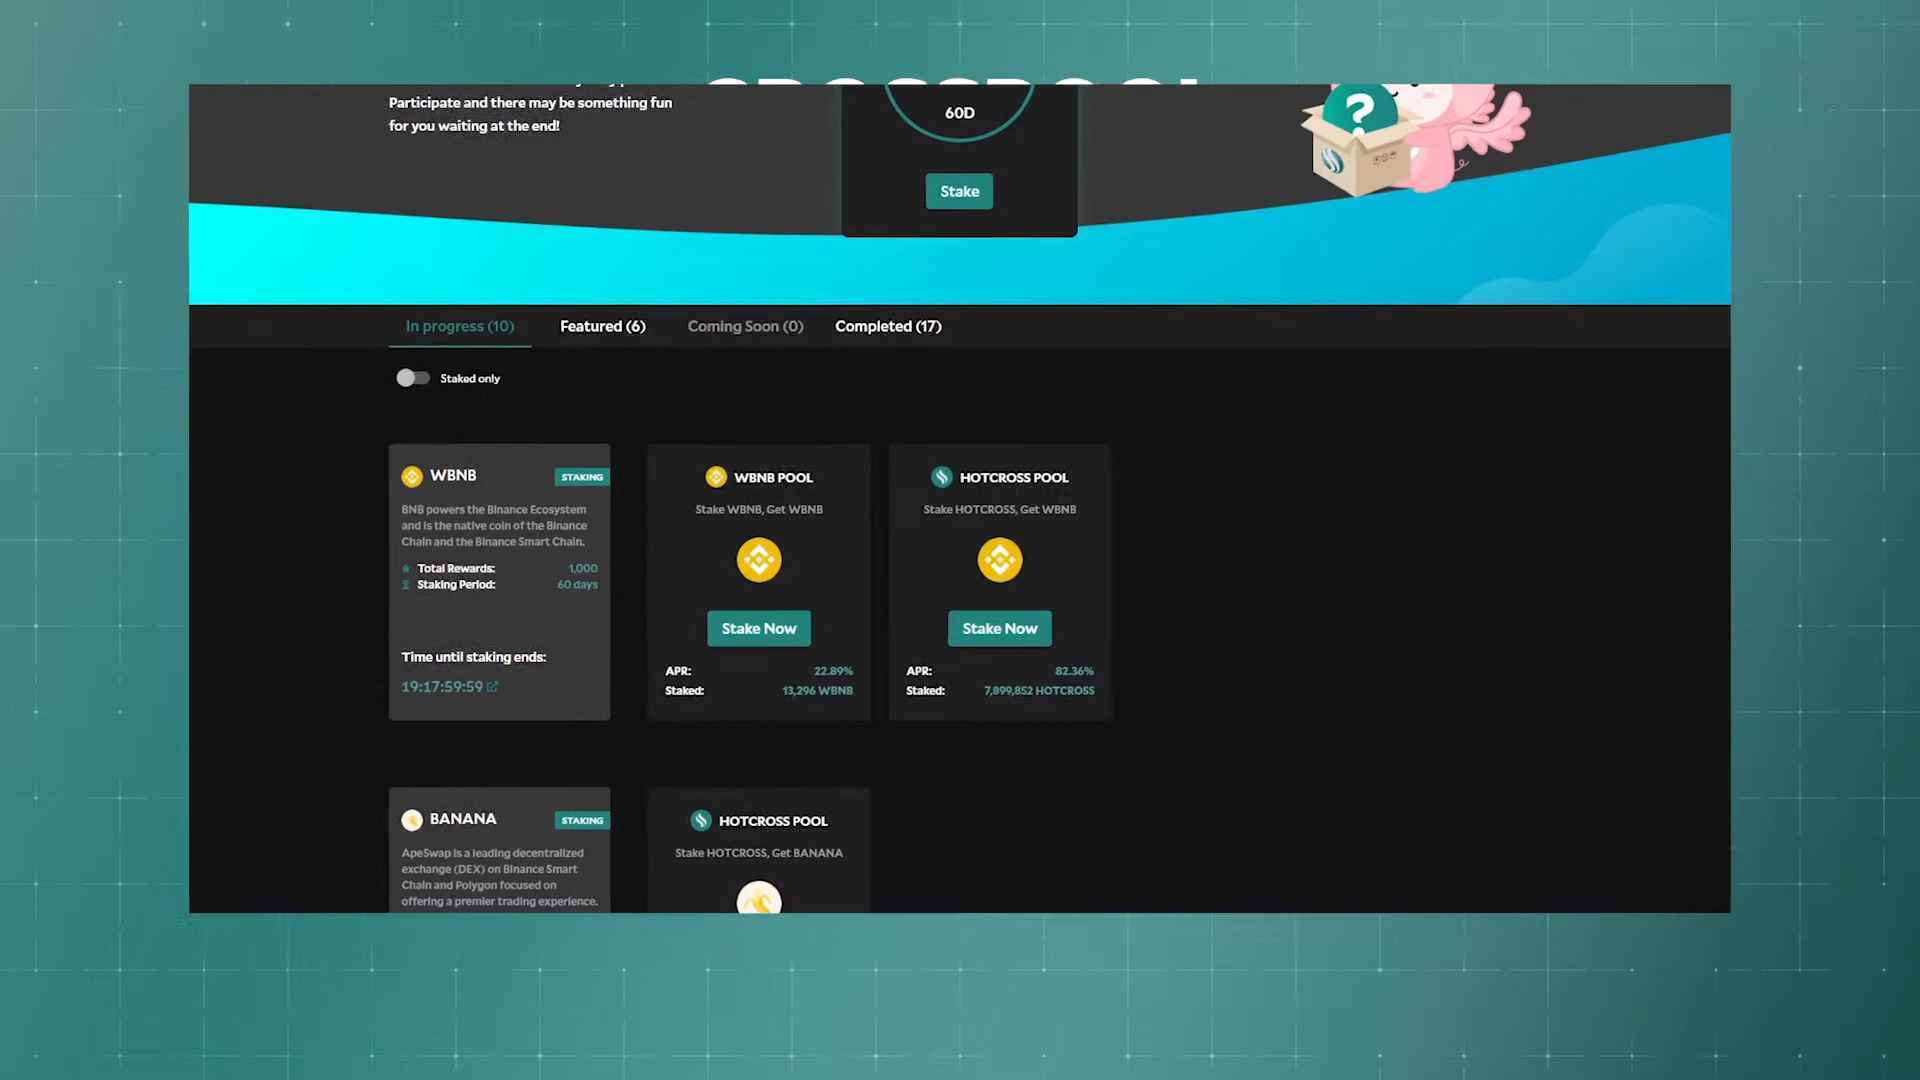 Participate and there may be something fun
for you waiting at the end!
60D
Stake
?
In progress (10)
Featured (6)
Coming Soon (0)
Completed (17)
Staked only
WBNB
STAKING
BNB powers the Binance Ecosystem
and is the native coin of the Binance
Chain and the Binance Smart Chain.
Total Rewards: 1,000
Staking Period: 60 days
Time until staking ends:
19:17:59:59
WBNB POOL
Stake WBNB, Get WBNB
Stake Now
APR: 22.89%
Staked: 13,296 WBNB
HOTCROSS POOL
Stake HOTCROSS, Get WBNB
Stake Now
APR: 82.36%
Staked: 7,899,852 HOTCROSS
BANANA
STAKING
ApeSwap is a leading decentralized
exchange (DEX) on Binance Smart
Chain and Polygon focused on
offering a premier trading experience.
HOTCROSS POOL
Stake HOTCROSS, Get BANANA